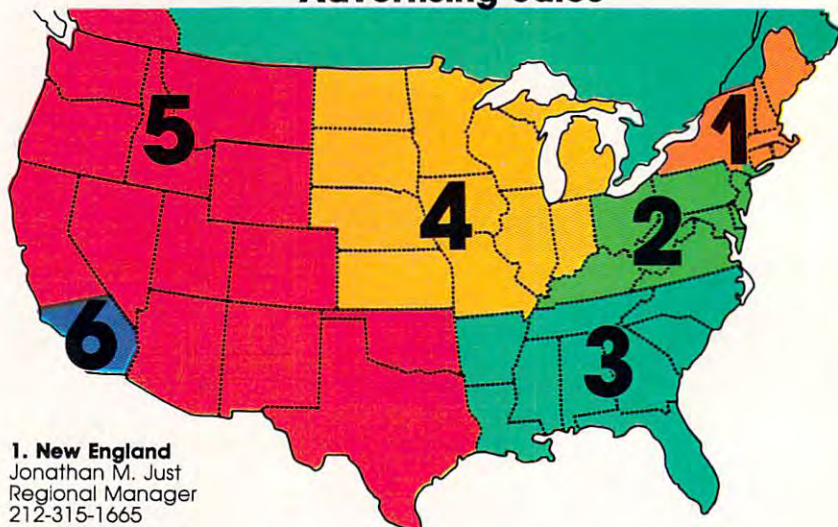 Advertising Sales
5
1
4
2
6
3
1. New England
Jonathan M. Just
Regional Manager
212-315-1665